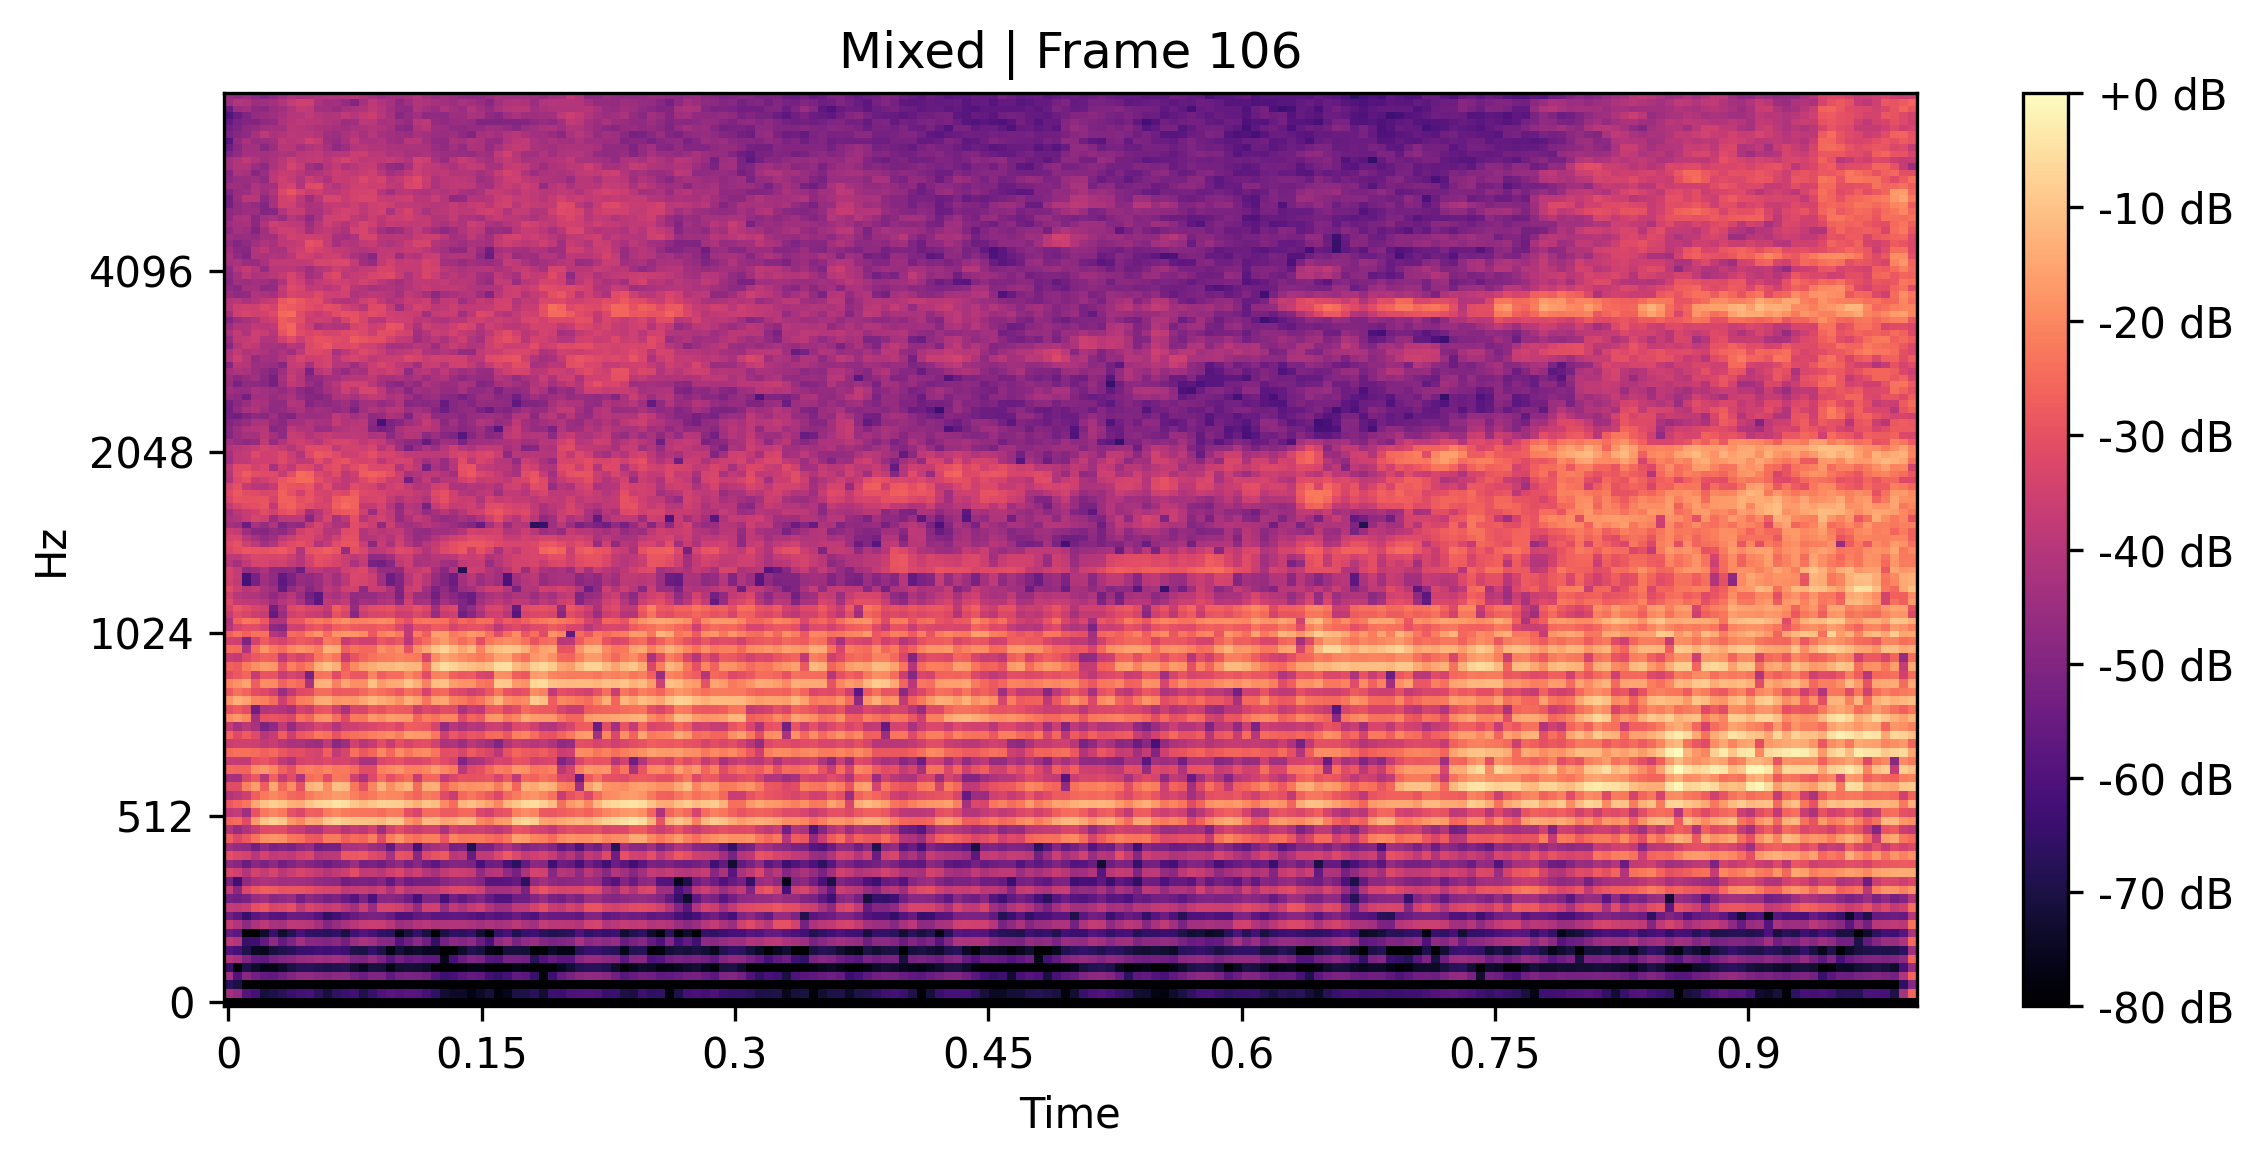 Mixed | Frame 106
Hz
4096
2048
1024
512
0
0 0.15 0.3 0.45 0.6 0.75 0.9
Time
+0 dB
-10 dB
-20 dB
-30 dB
-40 dB
-50 dB
-60 dB
-70 dB
-80 dB